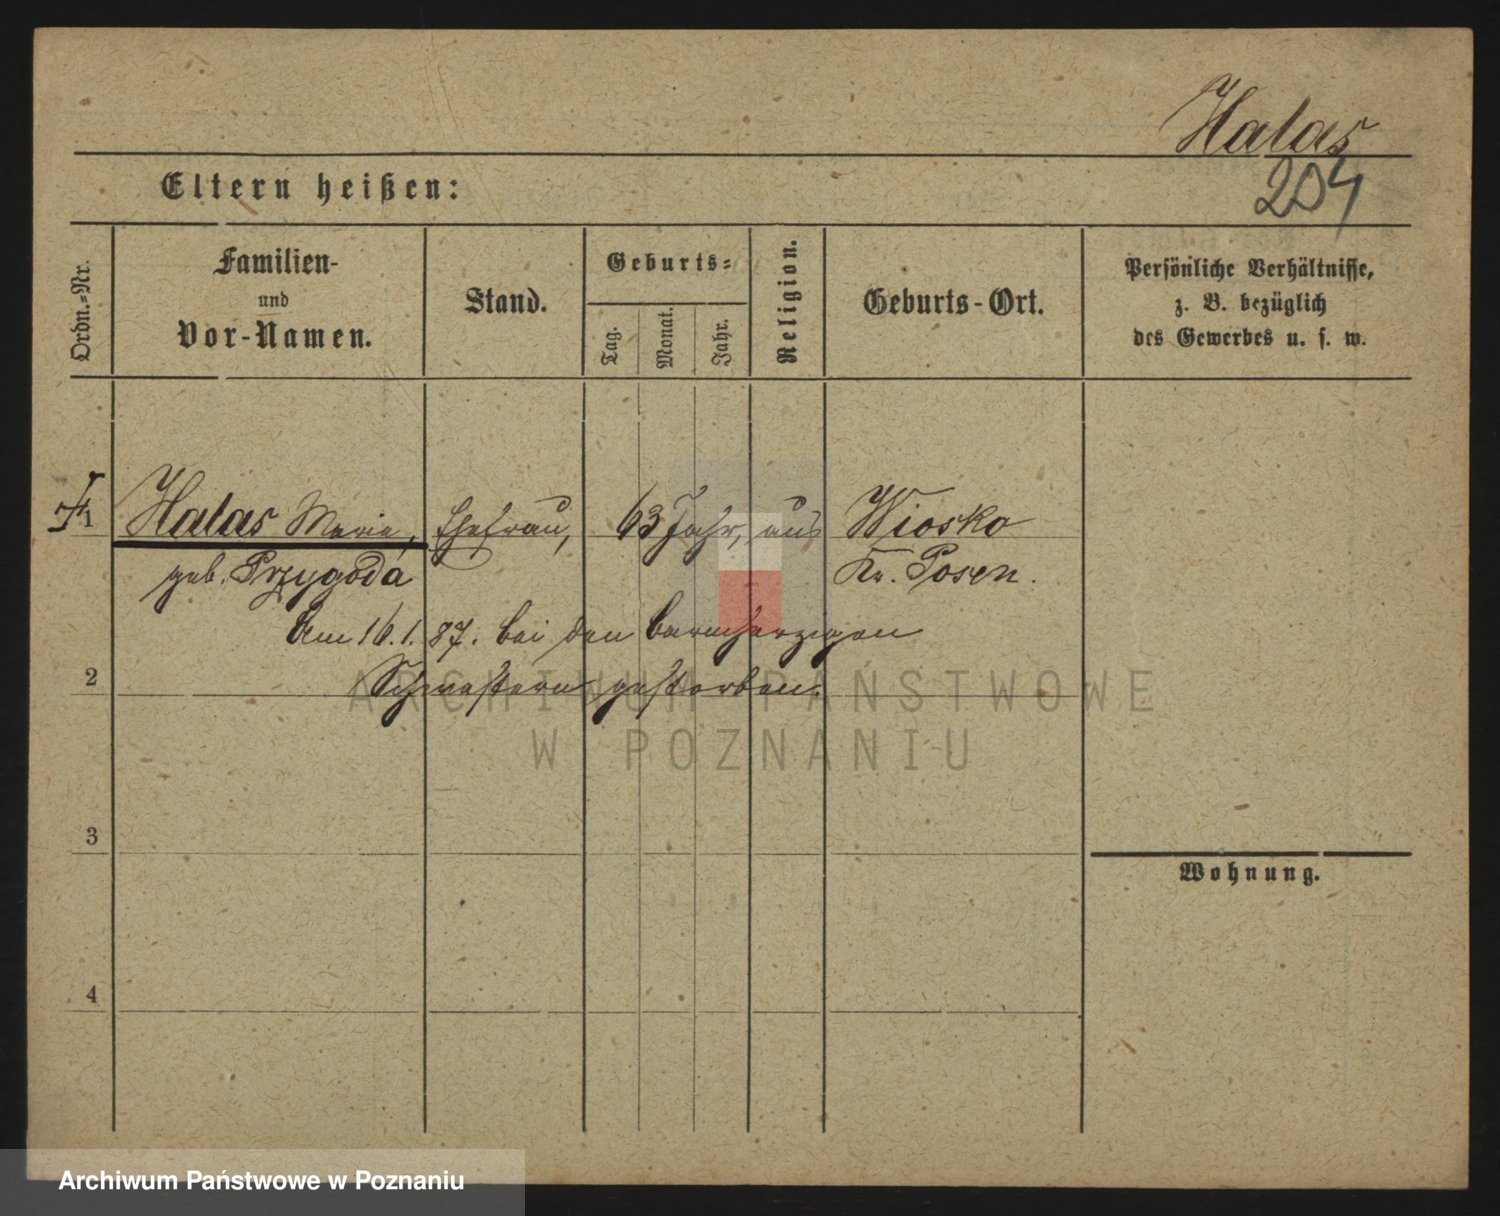 Halas
204
Eltern heißen:
Ordn.-Nr.
Familien-
und
Vor-Namen.
Stand.
Geburts-
Tag.
Monat.
Jahr.
Religion.
Geburts-Ort.
Persönliche Verhältnisse,
z. B. bezüglich
des Gewerbes u. s. w.
1 Halas Marie, Ehefrau, 63 Jahr, aus Wiosko
geb. Przygoda Kr. Posen.
Am 16.1.87. bei den barmherzigen
Schwestern gestorben.
2
3
4
Wohnung.
ARCHIWUM PAŃSTWOWE
W POZNANIU
Archiwum Państwowe w Poznaniu